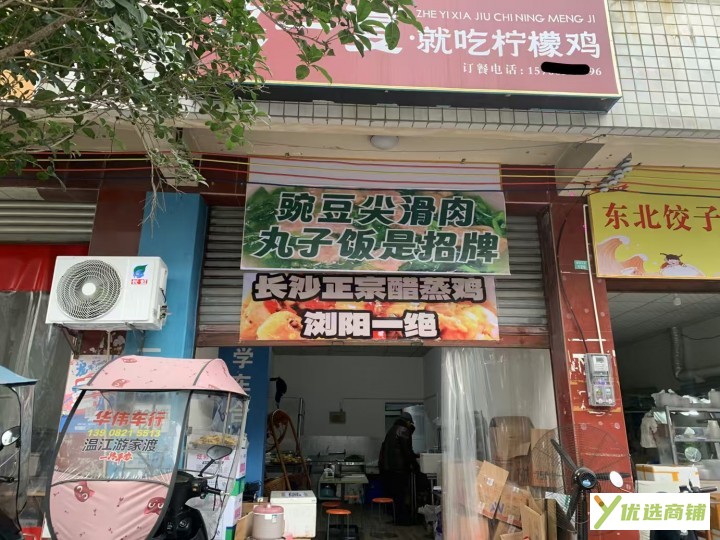 ZHE YI XIA JIU CHI NING MENG JI
夏·就吃柠檬鸡
订餐电话:15
96
豌豆尖滑肉
丸子饭是招牌
长沙正宗醋蒸鸡
浏阳一绝
东北饺子
华伟车行
温江游家渡
学车
优选商铺